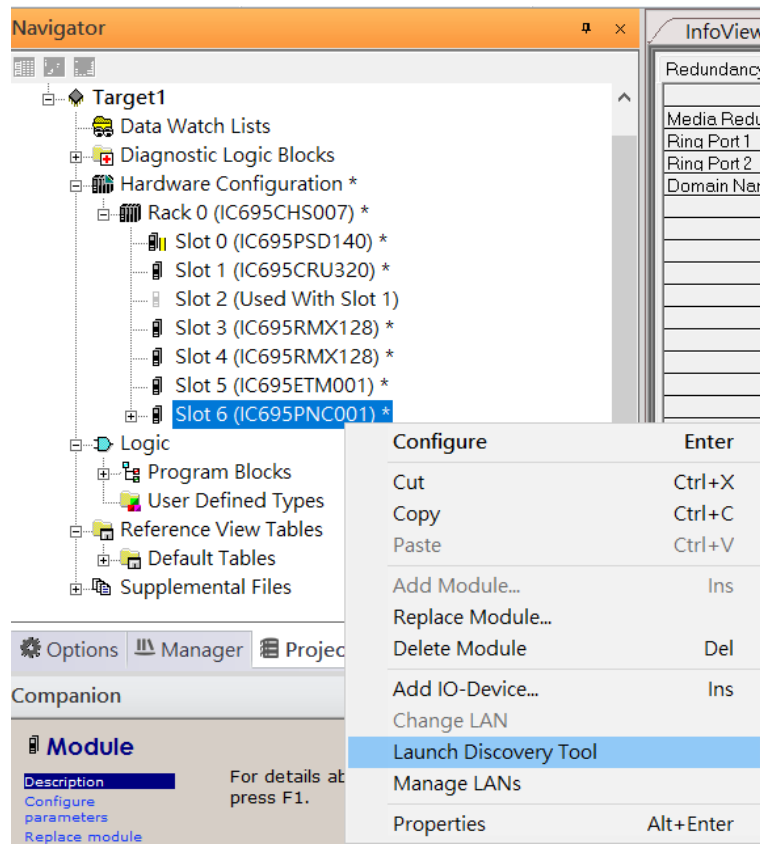 Navigator
InfoView
Target1
Redundancy
Data Watch Lists
Media Redu
Diagnostic Logic Blocks
Ring Port 1
Ring Port 2
Hardware Configuration *
Domain Nam
Rack 0 (IC695CHS007) *
Slot 0 (IC695PSD140) *
Slot 1 (IC695CRU320) *
Slot 2 (Used With Slot 1)
Slot 3 (IC695RMX128) *
Slot 4 (IC695RMX128) *
Slot 5 (IC695ETM001) *
Slot 6 (IC695PNC001) *
Logic
Program Blocks
User Defined Types
Reference View Tables
Default Tables
Supplemental Files
Configure Enter
Cut Ctrl+X
Copy Ctrl+C
Paste Ctrl+V
Add Module... Ins
Replace Module...
Delete Module Del
Add IO-Device... Ins
Change LAN
Launch Discovery Tool
Manage LANs
Properties Alt+Enter
Options Manager Projec
Companion
Module
Description
Configure
parameters
Replace module
For details ab
press F1.